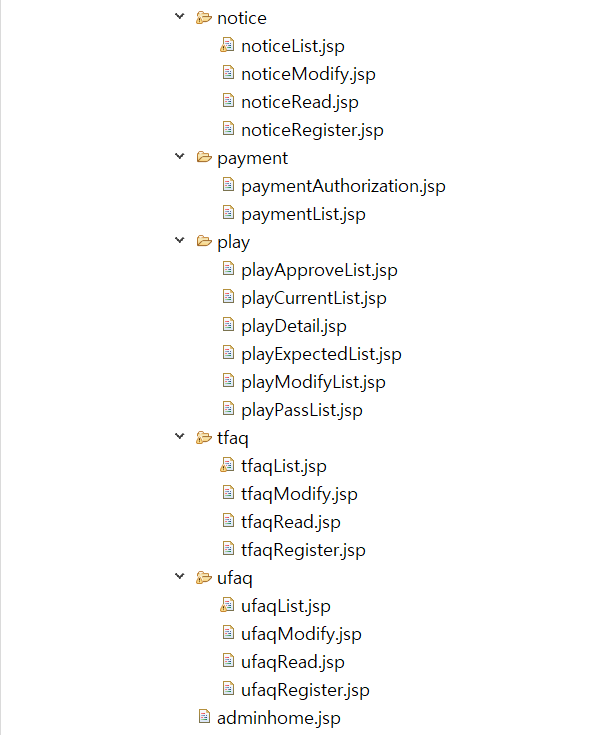 notice
noticeList.jsp
noticeModify.jsp
noticeRead.jsp
noticeRegister.jsp
payment
paymentAuthorization.jsp
paymentList.jsp
play
playApproveList.jsp
playCurrentList.jsp
playDetail.jsp
playExpectedList.jsp
playModifyList.jsp
playPassList.jsp
tfaq
tfaqList.jsp
tfaqModify.jsp
tfaqRead.jsp
tfaqRegister.jsp
ufaq
ufaqList.jsp
ufaqModify.jsp
ufaqRead.jsp
ufaqRegister.jsp
adminhome.jsp